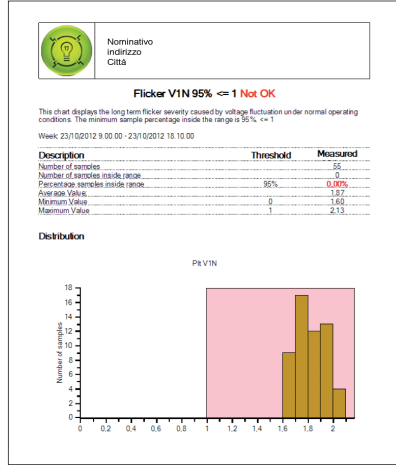 Nominativo
indirizzo
Città
Flicker V1N 95% <= 1 Not OK
This chart displays the long term flicker severity caused by voltage fluctuation under normal operating
conditions. The minimum sample percentage inside the range is 95% <= 1
Week: 23/10/2012 9.00.00 - 23/10/2012 18.10.00
Description Threshold Measured
Number of samples 55
Number of samples inside range 0
Percentage samples inside range 95% 0,00%
Average Value: 1.87
Minimum Value 0 1.60
Maximum Value 1 2.13
Distribution
Plt V1N
Number of samples
18
16
14
12
10
8
6
4
2
0
0 0,2 0,4 0,6 0,8 1 1,2 1,4 1,6 1,8 2